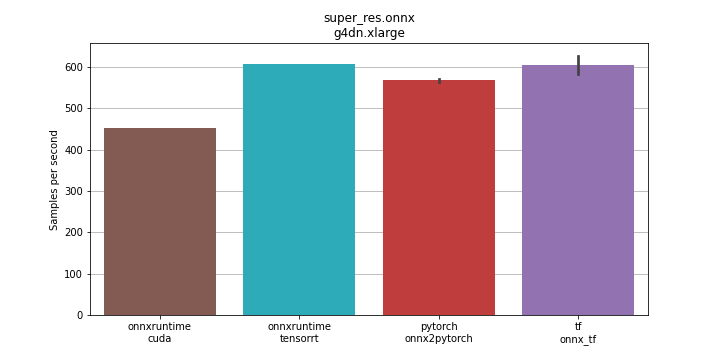 super_res.onnx
g4dn.xlarge
Samples per second
600
500
400
300
200
100
0
onnxruntime
cuda
onnxruntime
tensorrt
pytorch
onnx2pytorch
tf
onnx_tf